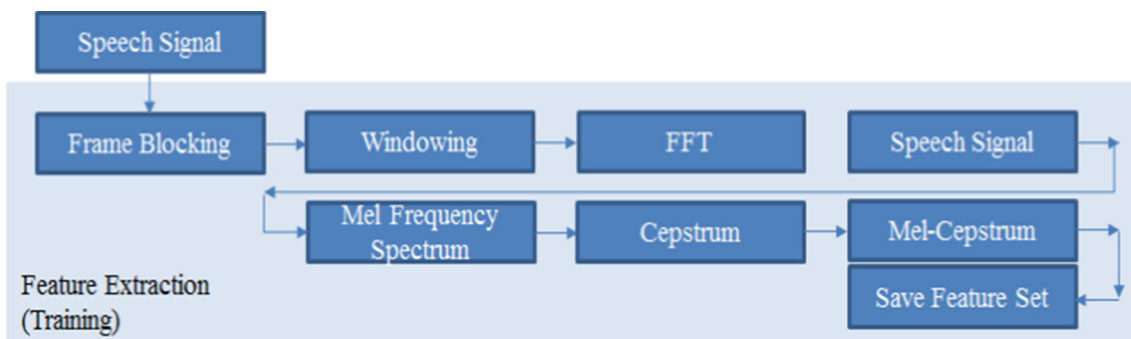 Speech Signal
Frame Blocking
Windowing
FFT
Speech Signal
Mel Frequency
Spectrum
Cepstrum
Mel-Cepstrum
Save Feature Set
Feature Extraction
(Training)